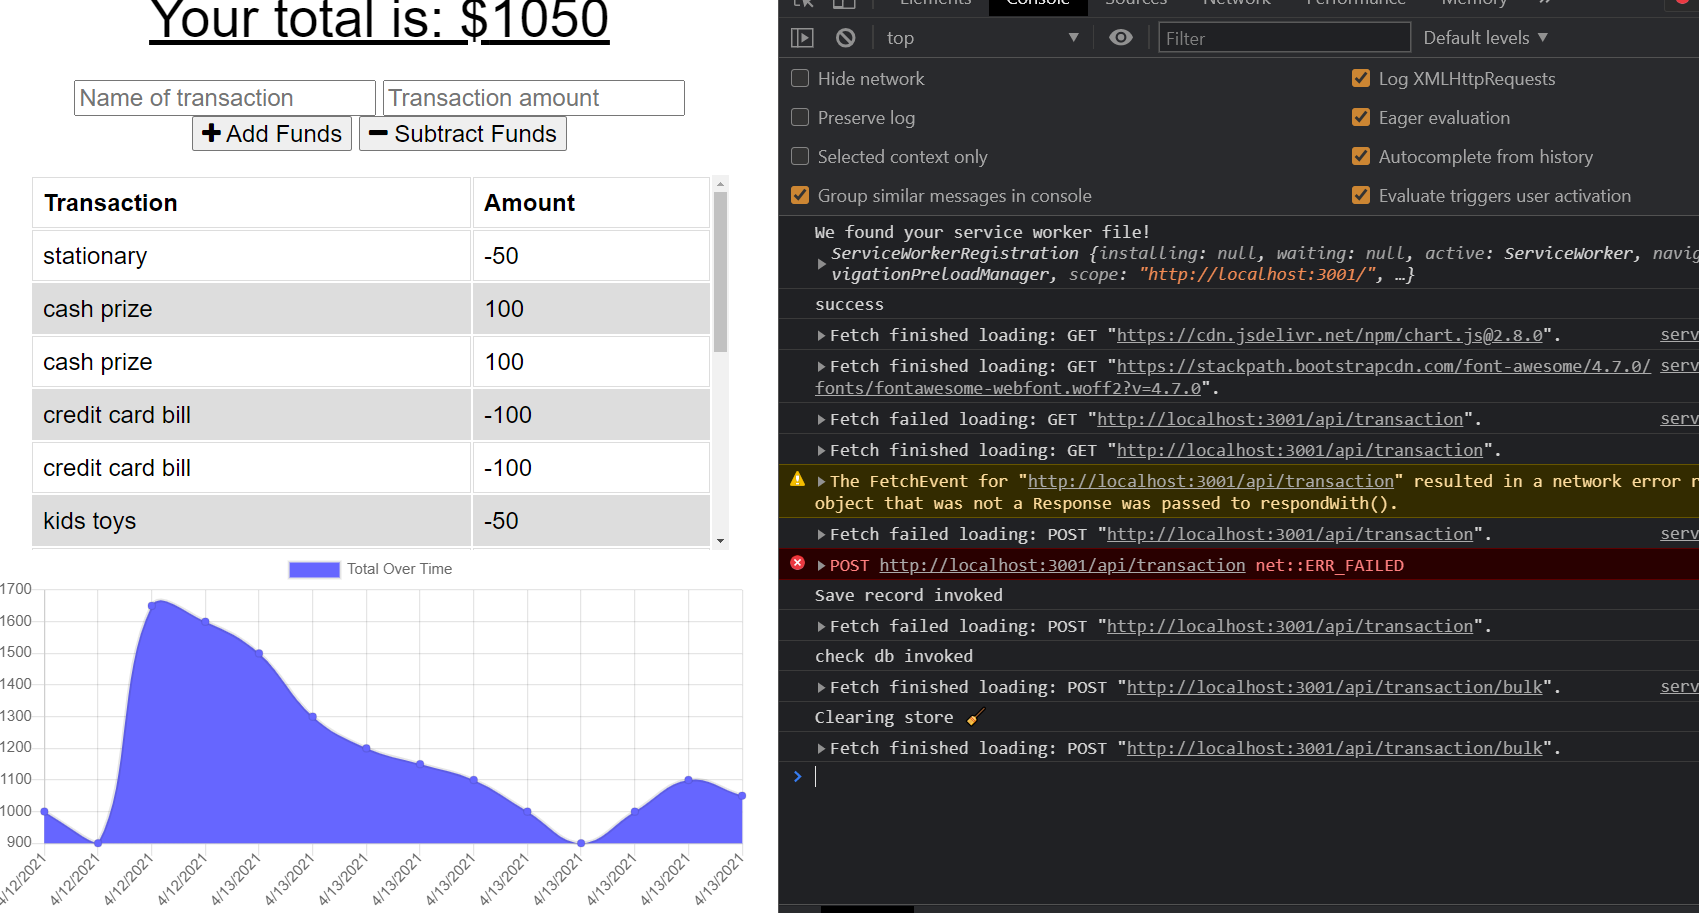 Your total is: $1050
Name of transaction Transaction amount
Add Funds Subtract Funds
Transaction Amount
stationary -50
cash prize 100
cash prize 100
credit card bill -100
credit card bill -100
kids toys -50
Total Over Time
1700
1600
1500
1400
1300
1200
1100
1000
900
4/12/2021 4/12/2021 4/12/2021 4/12/2021 4/13/2021 4/13/2021 4/13/2021 4/13/2021 4/13/2021 4/13/2021 4/13/2021 4/13/2021 4/13/2021 4/13/2021
Elements Console Sources Network Performance Memory »
top ▼ Filter Default levels ▼
Hide network Log XMLHttpRequests
Preserve log Eager evaluation
Selected context only Autocomplete from history
Group similar messages in console Evaluate triggers user activation
We found your service worker file!
ServiceWorkerRegistration {installing: null, waiting: null, active: ServiceWorker, navig
vigationPreloadManager, scope: "http://localhost:3001/", …}
success
Fetch finished loading: GET "https://cdn.jsdelivr.net/npm/chart.js@2.8.0". serv
Fetch finished loading: GET "https://stackpath.bootstrapcdn.com/font-awesome/4.7.0/ serv
fonts/fontawesome-webfont.woff2?v=4.7.0".
Fetch failed loading: GET "http://localhost:3001/api/transaction". serv
Fetch finished loading: GET "http://localhost:3001/api/transaction".
The FetchEvent for "http://localhost:3001/api/transaction" resulted in a network error r
object that was not a Response was passed to respondWith().
Fetch failed loading: POST "http://localhost:3001/api/transaction". serv
POST http://localhost:3001/api/transaction net::ERR_FAILED
Save record invoked
Fetch failed loading: POST "http://localhost:3001/api/transaction".
check db invoked
Fetch finished loading: POST "http://localhost:3001/api/transaction/bulk". serv
Clearing store 🧹
Fetch finished loading: POST "http://localhost:3001/api/transaction/bulk".